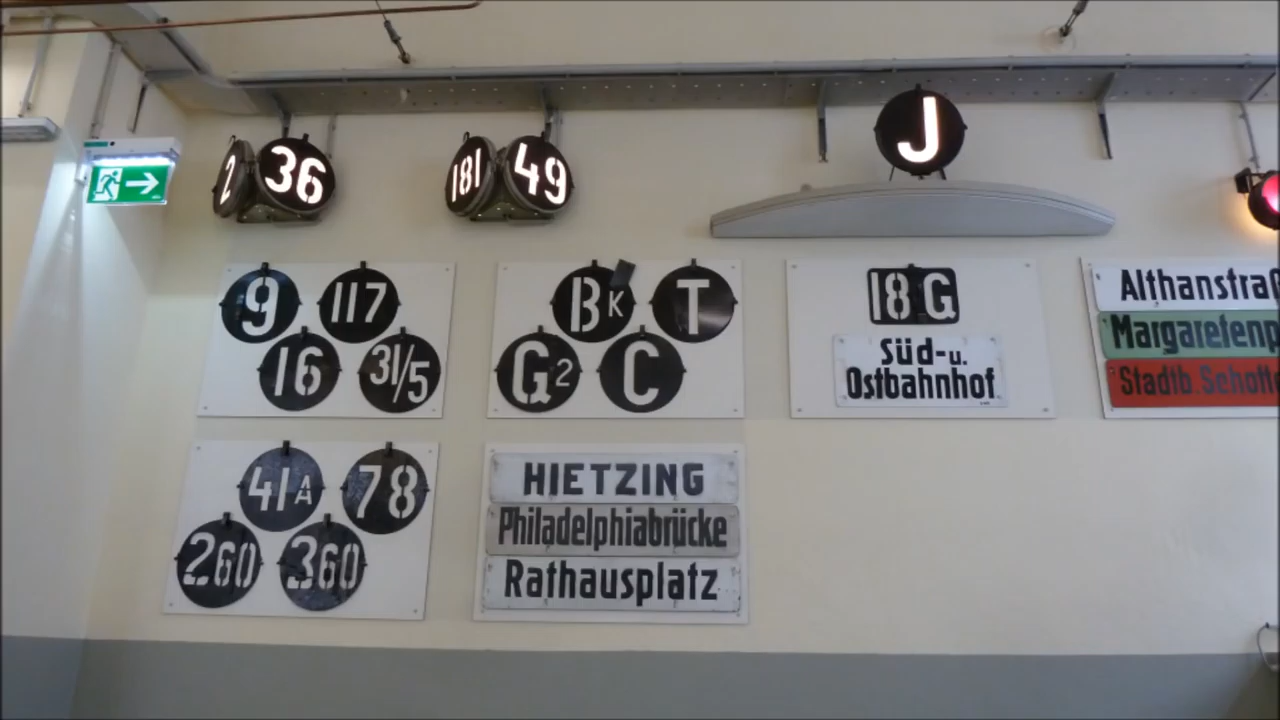 2 36
181 49
J
9 117
16 31/5
BK T
G2 C
18G
Süd-u.
Ostbahnhof
41A 78
260 360
HIETZING
Philadelphiabrücke
Rathausplatz